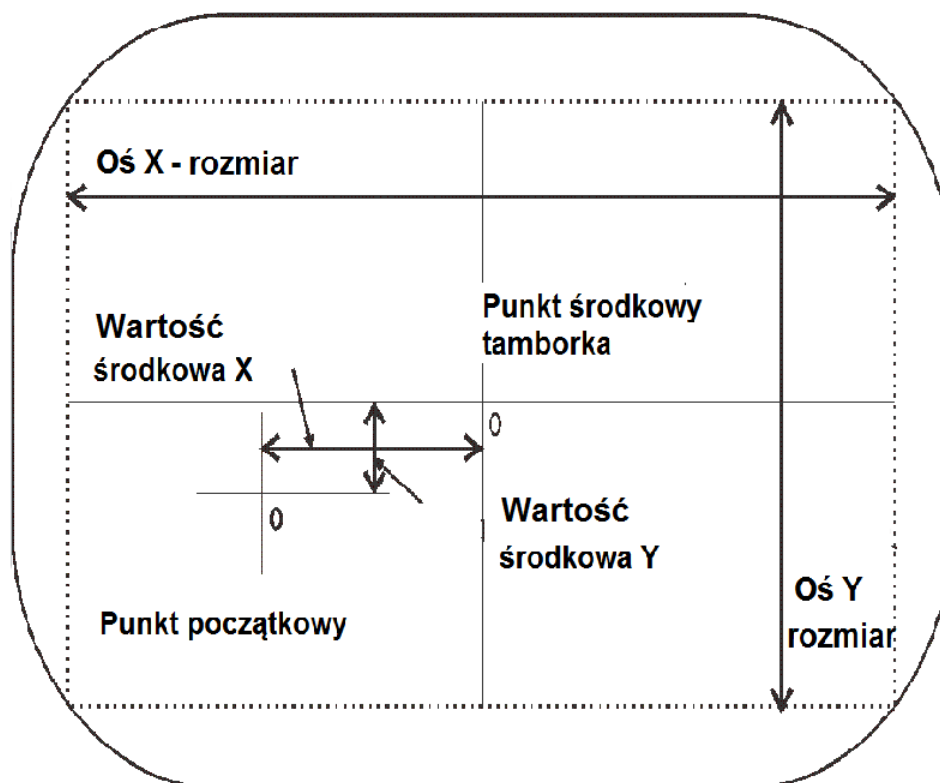 Oś X - rozmiar
Punkt środkowy
tamborka
Wartość
środkowa X
0
0
Wartość
środkowa Y
Oś Y
rozmiar
Punkt początkowy